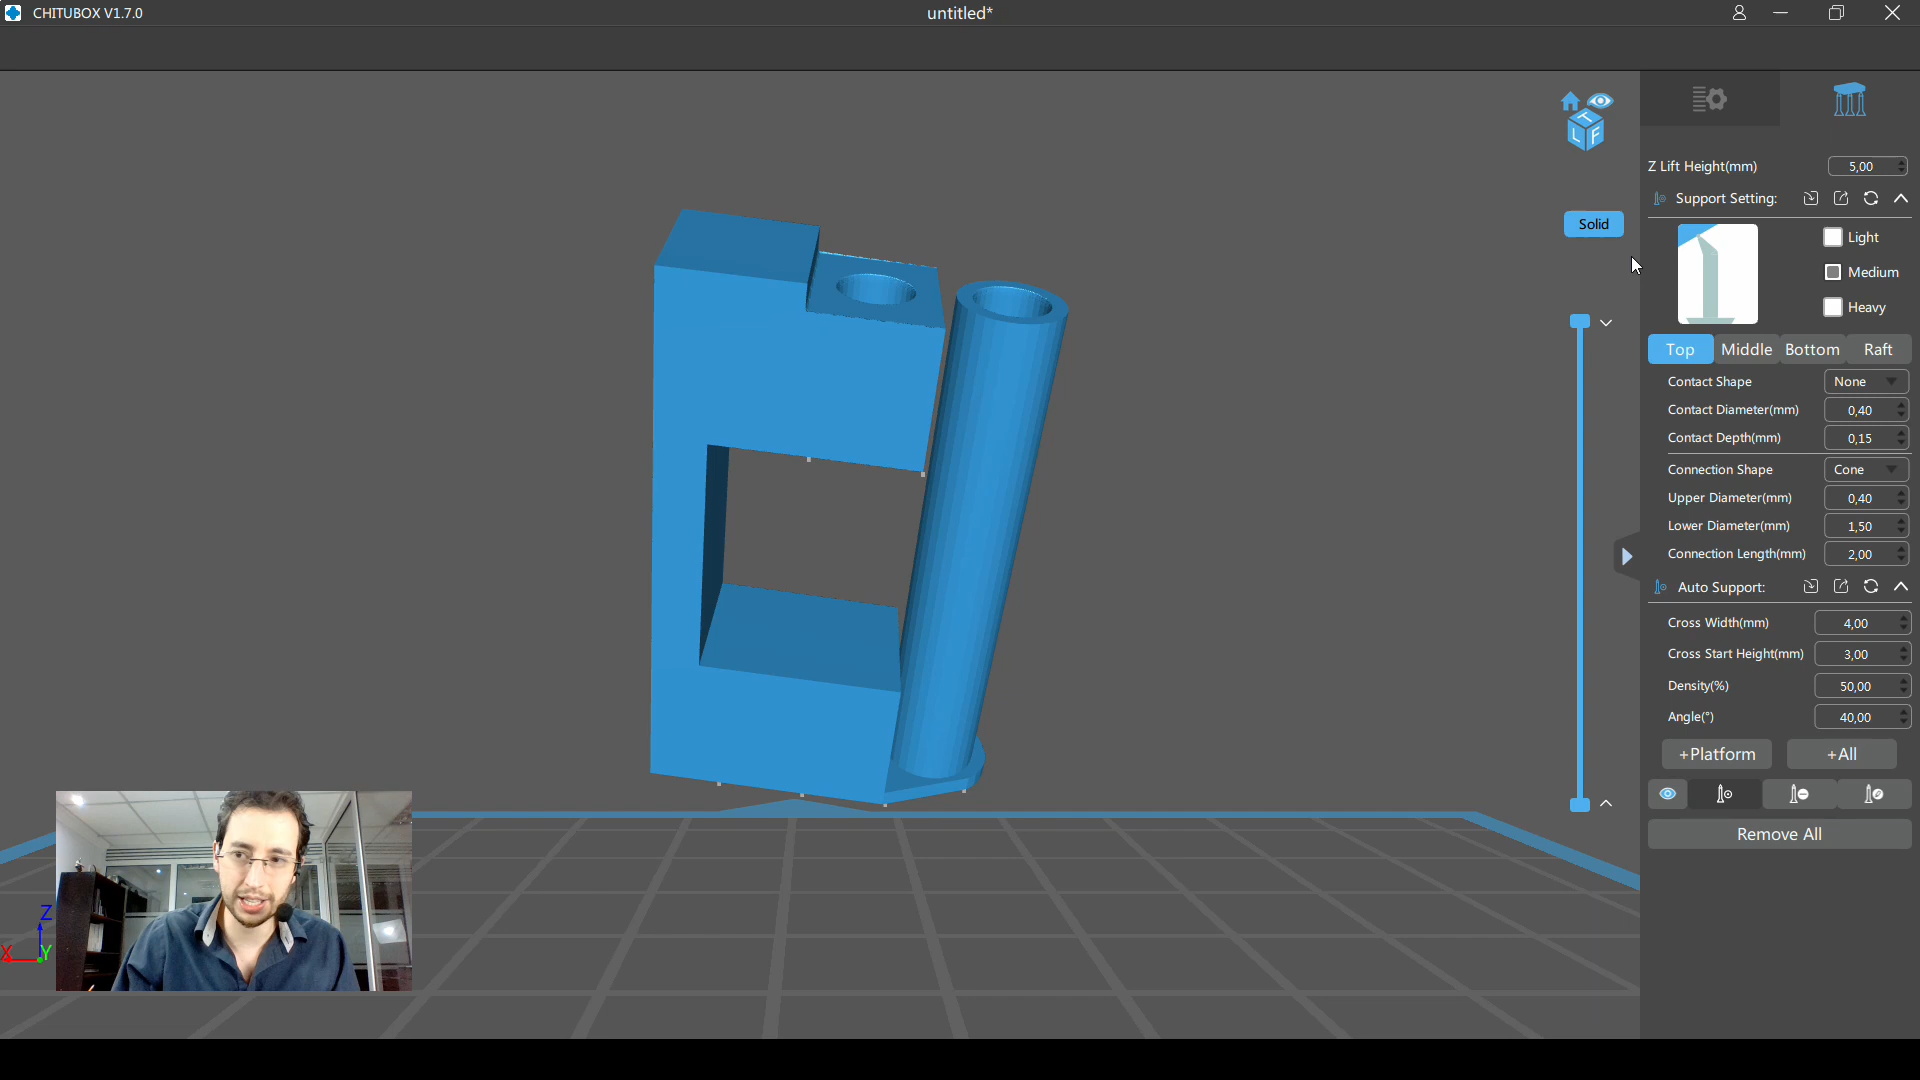 CHITUBOX V1.7.0
untitled*
T
L F
Z Lift Height(mm) 5,00
Support Setting:
Solid
Light
Medium
Heavy
Top Middle Bottom Raft
Contact Shape None
Contact Diameter(mm) 0,40
Contact Depth(mm) 0,15
Connection Shape Cone
Upper Diameter(mm) 0,40
Lower Diameter(mm) 1,50
Connection Length(mm) 2,00
Auto Support:
Cross Width(mm) 4,00
Cross Start Height(mm) 3,00
Density(%) 50,00
Angle(°) 40,00
+Platform +All
Remove All
Z
X Y